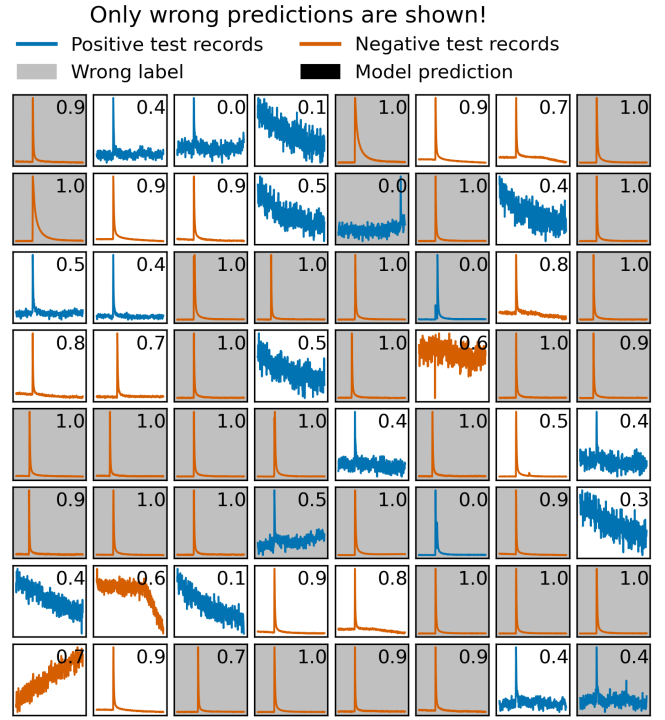 Only wrong predictions are shown!
Positive test records Negative test records
Wrong label Model prediction
0.9 0.4 0.0 0.1 1.0 0.9 0.7 1.0
1.0 0.9 0.9 0.5 0.0 1.0 0.4 1.0
0.5 0.4 1.0 1.0 1.0 0.0 0.8 1.0
0.8 0.7 1.0 0.5 1.0 0.6 1.0 0.9
1.0 1.0 1.0 1.0 0.4 1.0 0.5 0.4
0.9 1.0 1.0 0.5 1.0 0.0 0.9 0.3
0.4 0.6 0.1 0.9 0.8 1.0 1.0 1.0
0.7 0.9 0.7 1.0 0.9 0.9 0.4 0.4